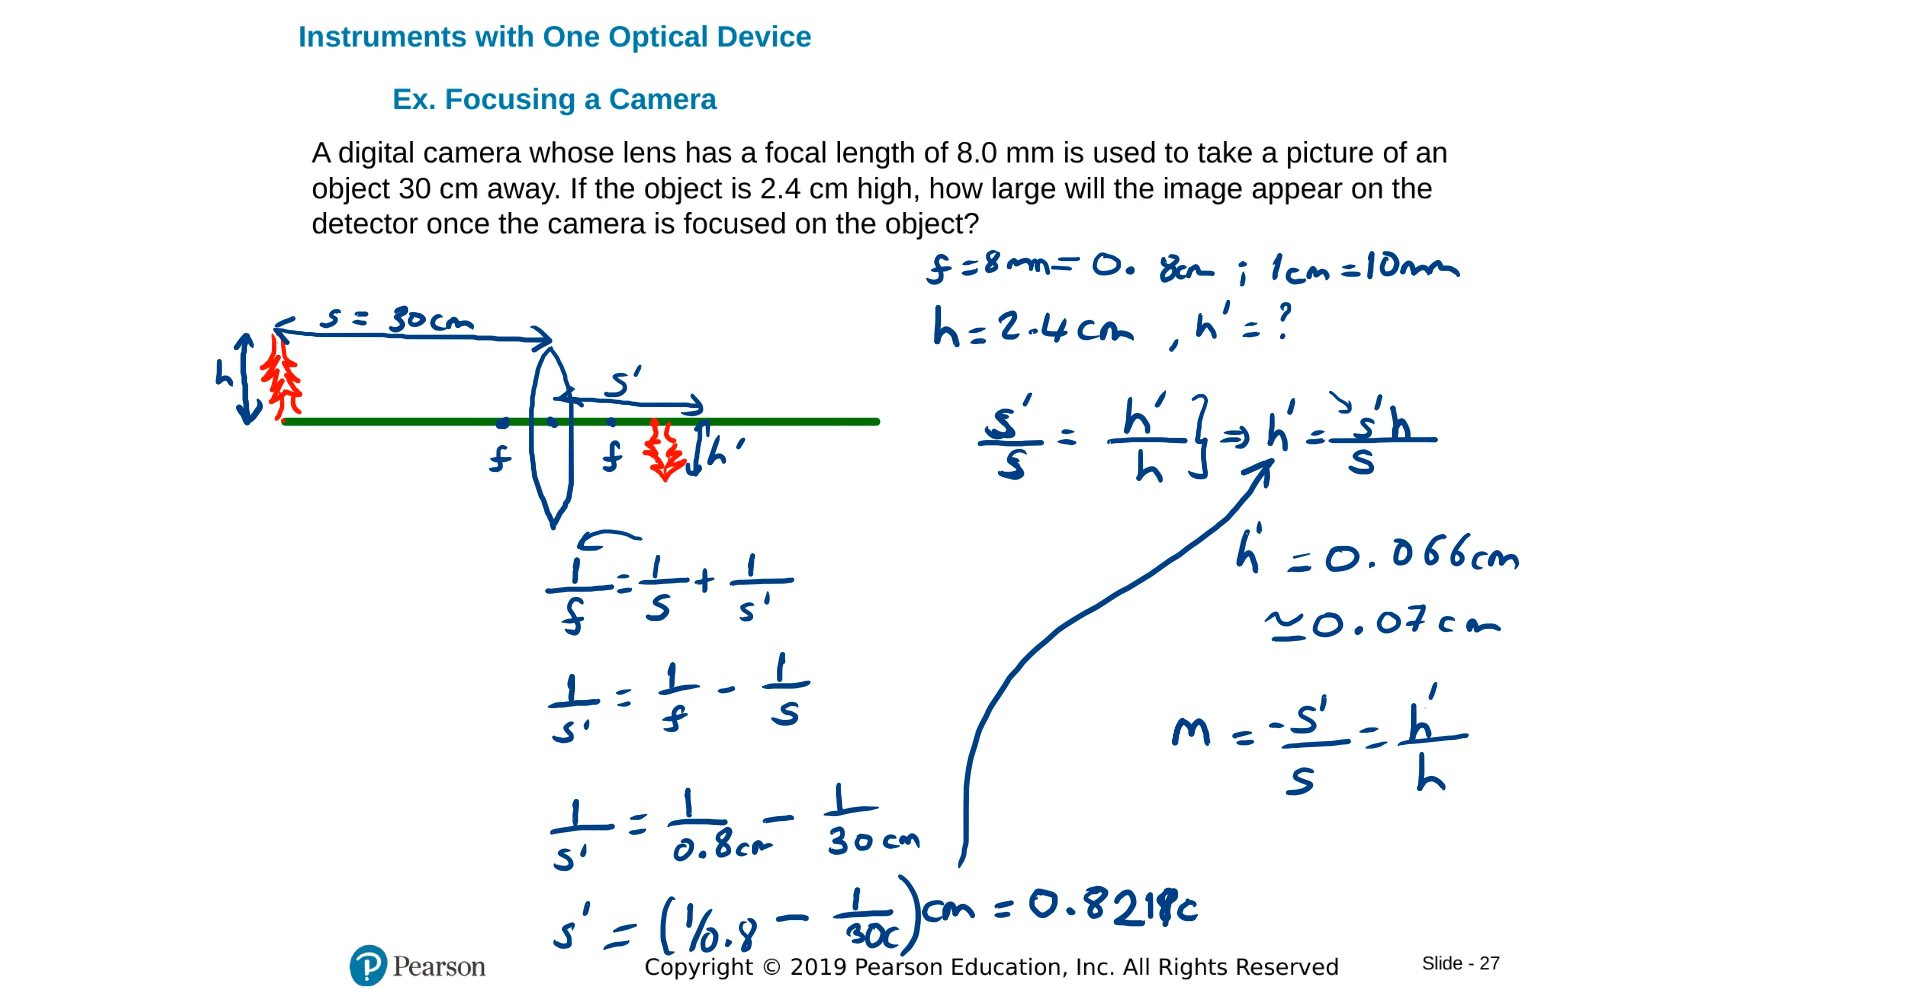 Instruments with One Optical Device
Ex. Focusing a Camera
A digital camera whose lens has a focal length of 8.0 mm is used to take a picture of an
object 30 cm away. If the object is 2.4 cm high, how large will the image appear on the
detector once the camera is focused on the object?
f = 8mm = 0.8cm ; 1cm = 10mm
h = 2.4cm , h' = ?
s = 30cm
h
s'
f
f
h'
s'/s = h'/h } ⇒ h' = s'h/s
h' = 0.066cm
≃ 0.07cm
1/f = 1/s + 1/s'
1/s' = 1/f - 1/s
m = -s'/s = h'/h
1/s' = 1/0.8cm - 1/30cm
s' = (1/0.8 - 1/30) cm = 0.821
Pearson
Copyright © 2019 Pearson Education, Inc. All Rights Reserved
Slide - 27